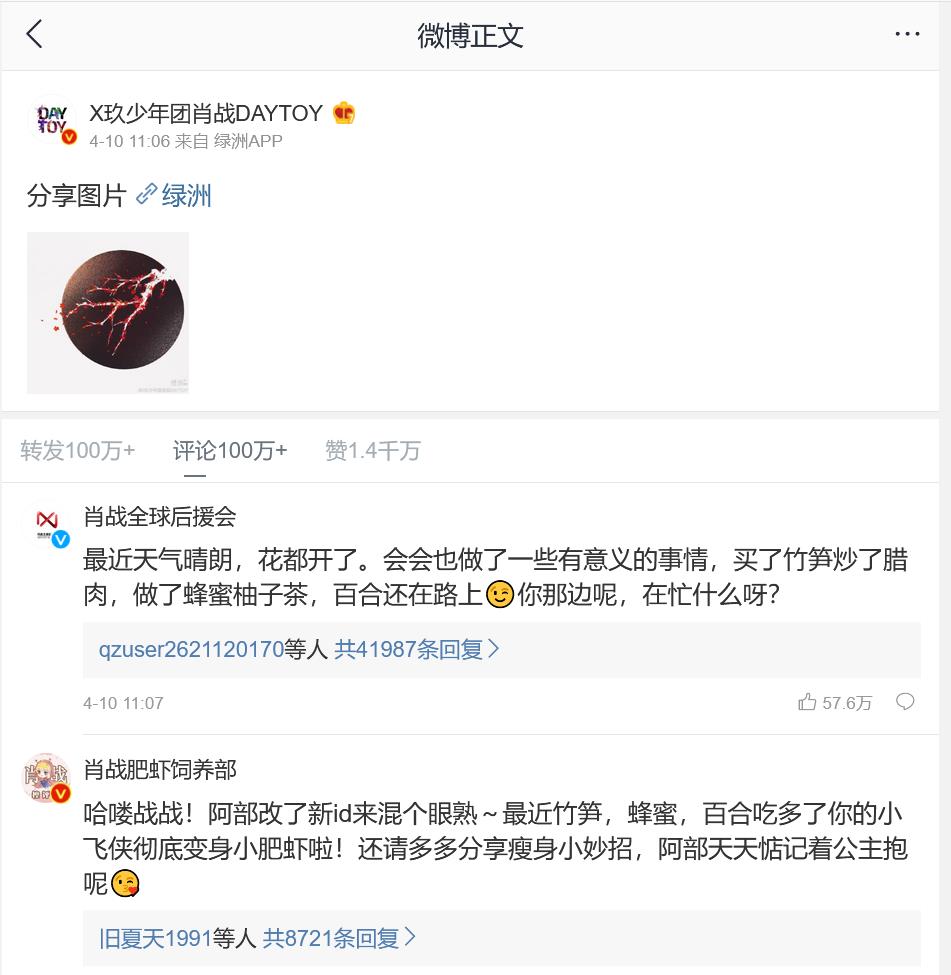 微博正文
DAY
TOY
X玖少年团肖战DAYTOY
4-10 11:06 来自 绿洲APP
分享图片 绿洲
转发100万+ 评论100万+ 赞1.4千万
肖战全球后援会
最近天气晴朗，花都开了。会会也做了一些有意义的事情，买了竹笋炒了腊
肉，做了蜂蜜柚子茶，百合还在路上😉你那边呢，在忙什么呀？
qzuser2621120170等人 共41987条回复
4-10 11:07
57.6万
肖战肥虾饲养部
哈喽战战！阿部改了新id来混个眼熟～最近竹笋，蜂蜜，百合吃多了你的小
飞侠彻底变身小肥虾啦！还请多多分享瘦身小妙招，阿部天天惦记着公主抱
呢😘
旧夏天1991等人 共8721条回复